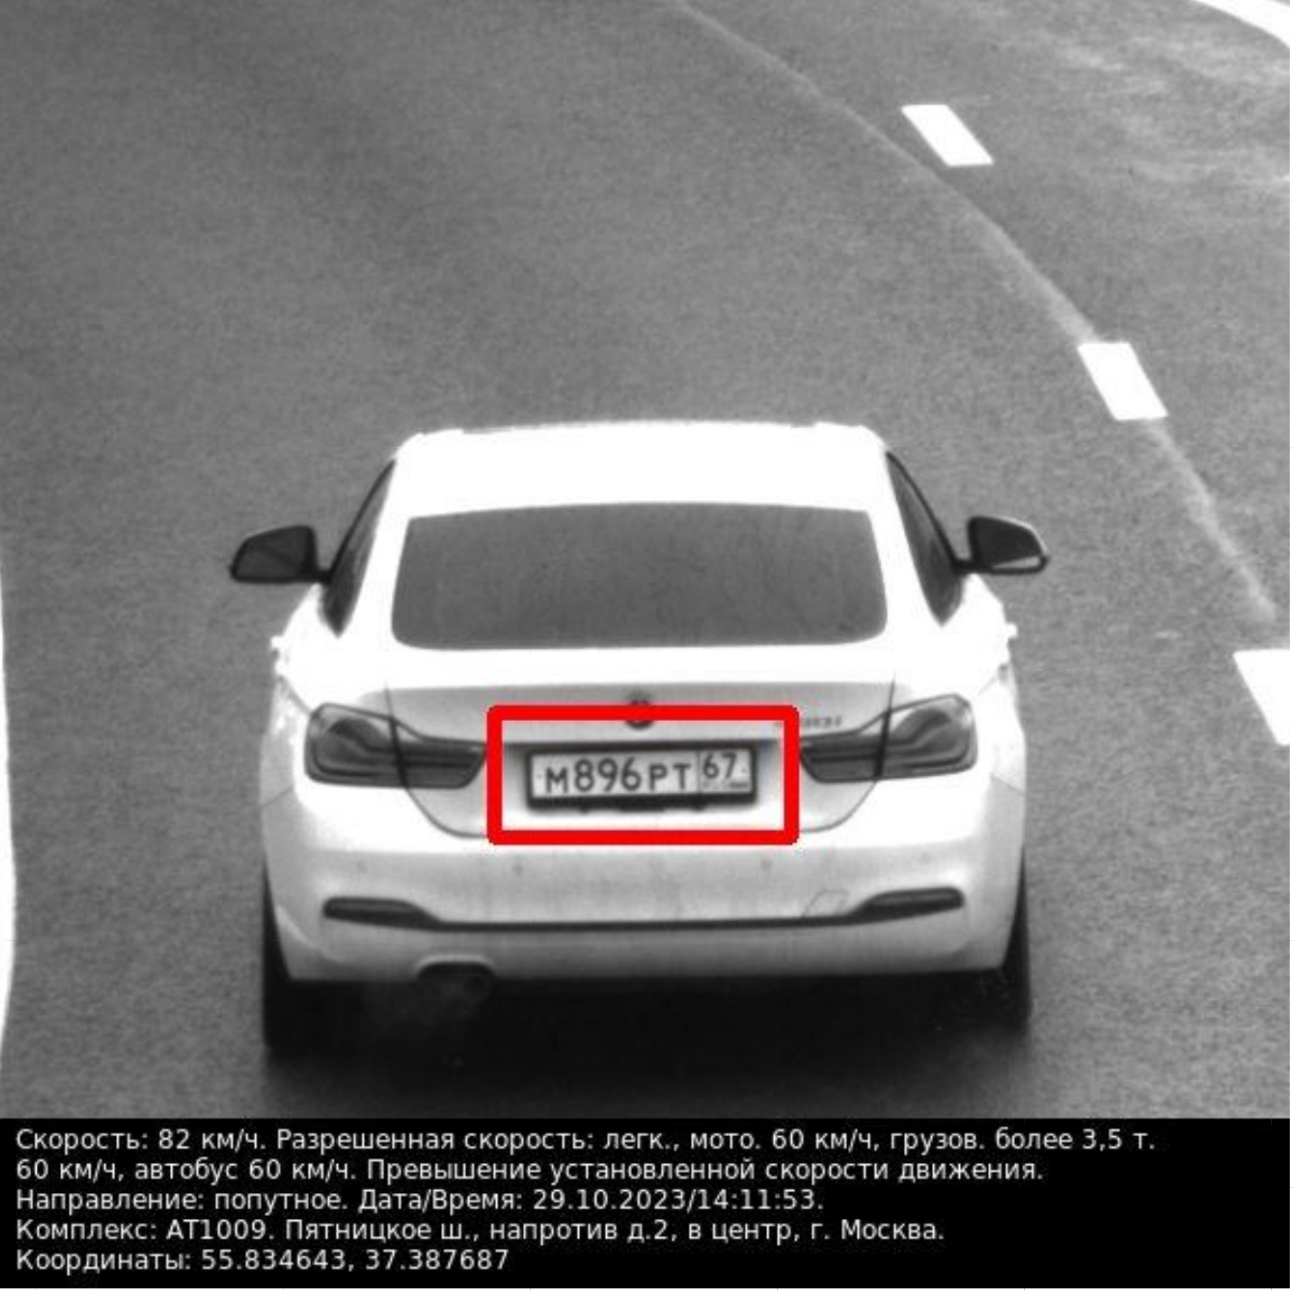 М896РТ 67
Скорость: 82 км/ч. Разрешенная скорость: легк., мото. 60 км/ч, грузов. более 3,5 т.
60 км/ч, автобус 60 км/ч. Превышение установленной скорости движения.
Направление: попутное. Дата/Время: 29.10.2023/14:11:53.
Комплекс: АТ1009. Пятницкое ш., напротив д.2, в центр, г. Москва.
Координаты: 55.834643, 37.387687